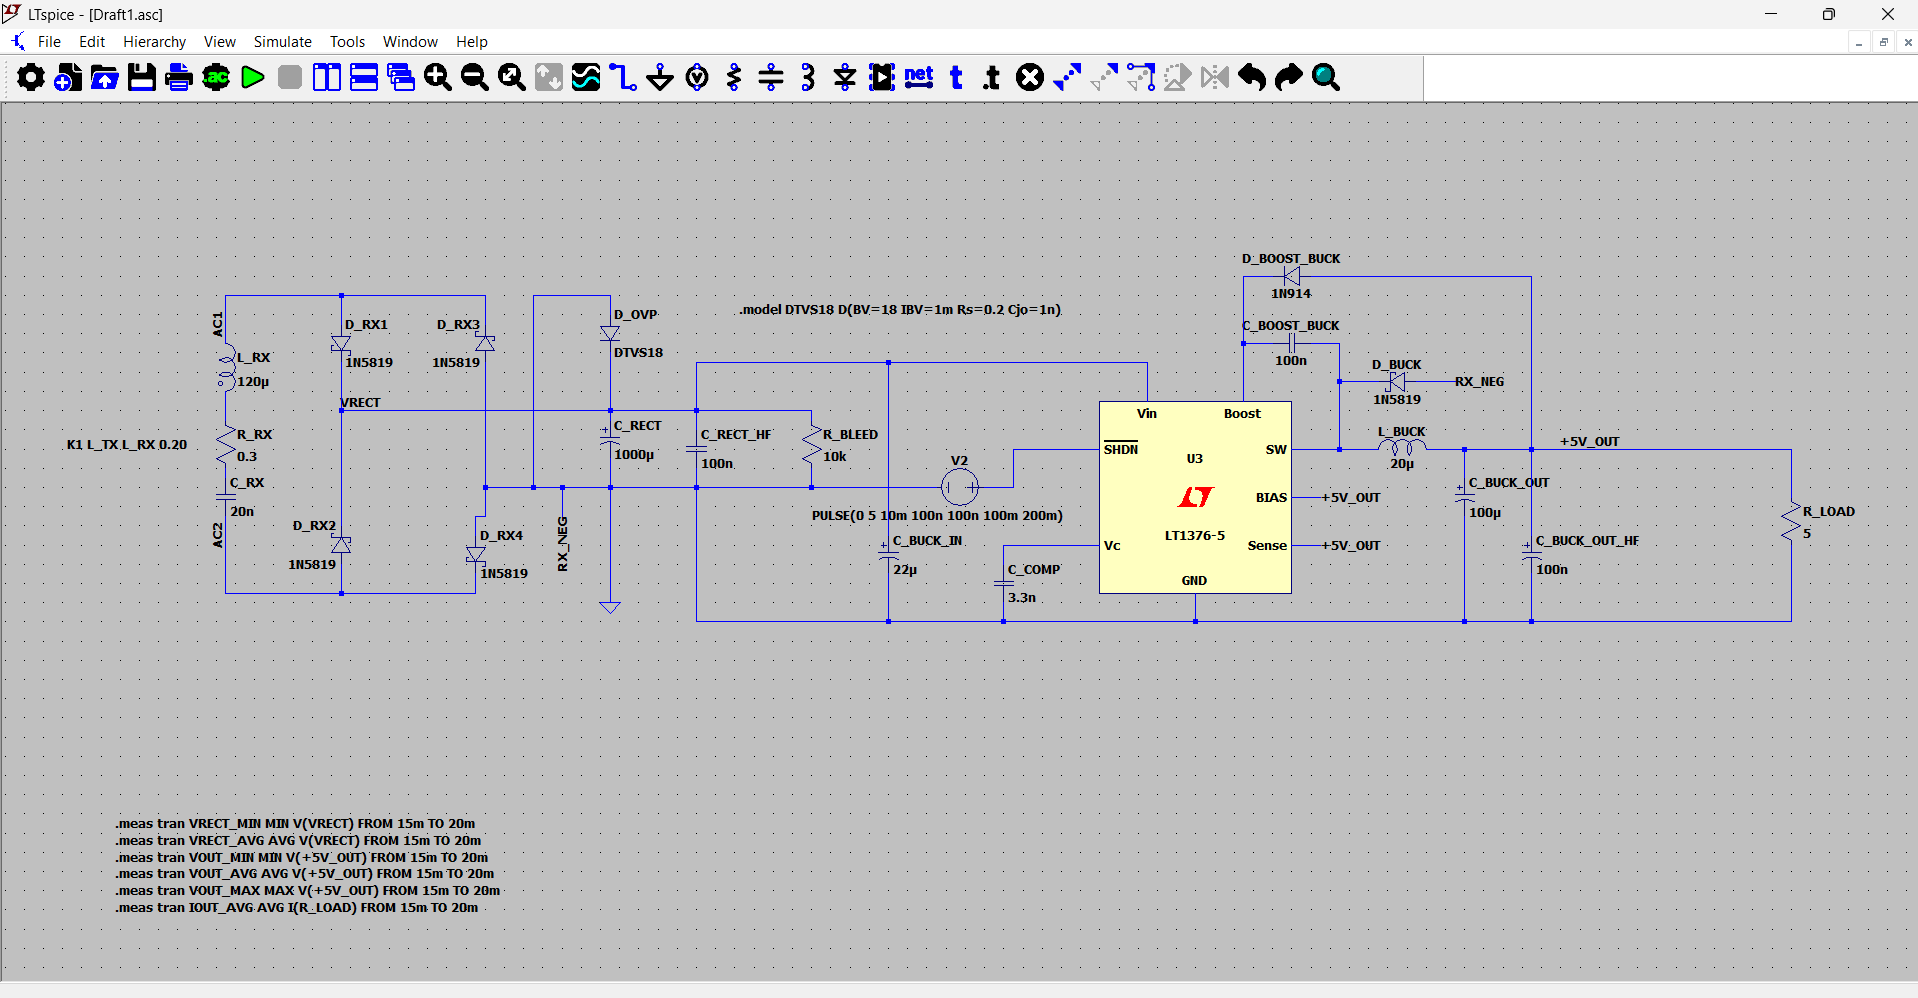 LTspice - [Draft1.asc]
File Edit Hierarchy View Simulate Tools Window Help
.ac net t .t
D_BOOST_BUCK
1N914
.model DTVS18 D(BV=18 IBV=1m Rs=0.2 Cjo=1n)
AC1
D_RX1
D_RX3
D_OVP
C_BOOST_BUCK
100n
L_RX
120µ
1N5819
1N5819
DTVS18
D_BUCK
1N5819
RX_NEG
VRECT
K1 L_TX L_RX 0.20
R_RX
0.3
C_RECT
1000µ
C_RECT_HF
100n
R_BLEED
10k
V2
PULSE(0 5 10m 100n 100n 100m 200m)
Vin
Boost
SHDN
U3
SW
BIAS
LT1376-5
Vc
Sense
GND
L_BUCK
20µ
+5V_OUT
+5V_OUT
+5V_OUT
C_RX
20n
AC2
D_RX2
1N5819
D_RX4
1N5819
RX_NEG
C_BUCK_IN
22µ
C_COMP
3.3n
C_BUCK_OUT
100µ
C_BUCK_OUT_HF
100n
R_LOAD
5
.meas tran VRECT_MIN MIN V(VRECT) FROM 15m TO 20m
.meas tran VRECT_AVG AVG V(VRECT) FROM 15m TO 20m
.meas tran VOUT_MIN MIN V(+5V_OUT) FROM 15m TO 20m
.meas tran VOUT_AVG AVG V(+5V_OUT) FROM 15m TO 20m
.meas tran VOUT_MAX MAX V(+5V_OUT) FROM 15m TO 20m
.meas tran IOUT_AVG AVG I(R_LOAD) FROM 15m TO 20m